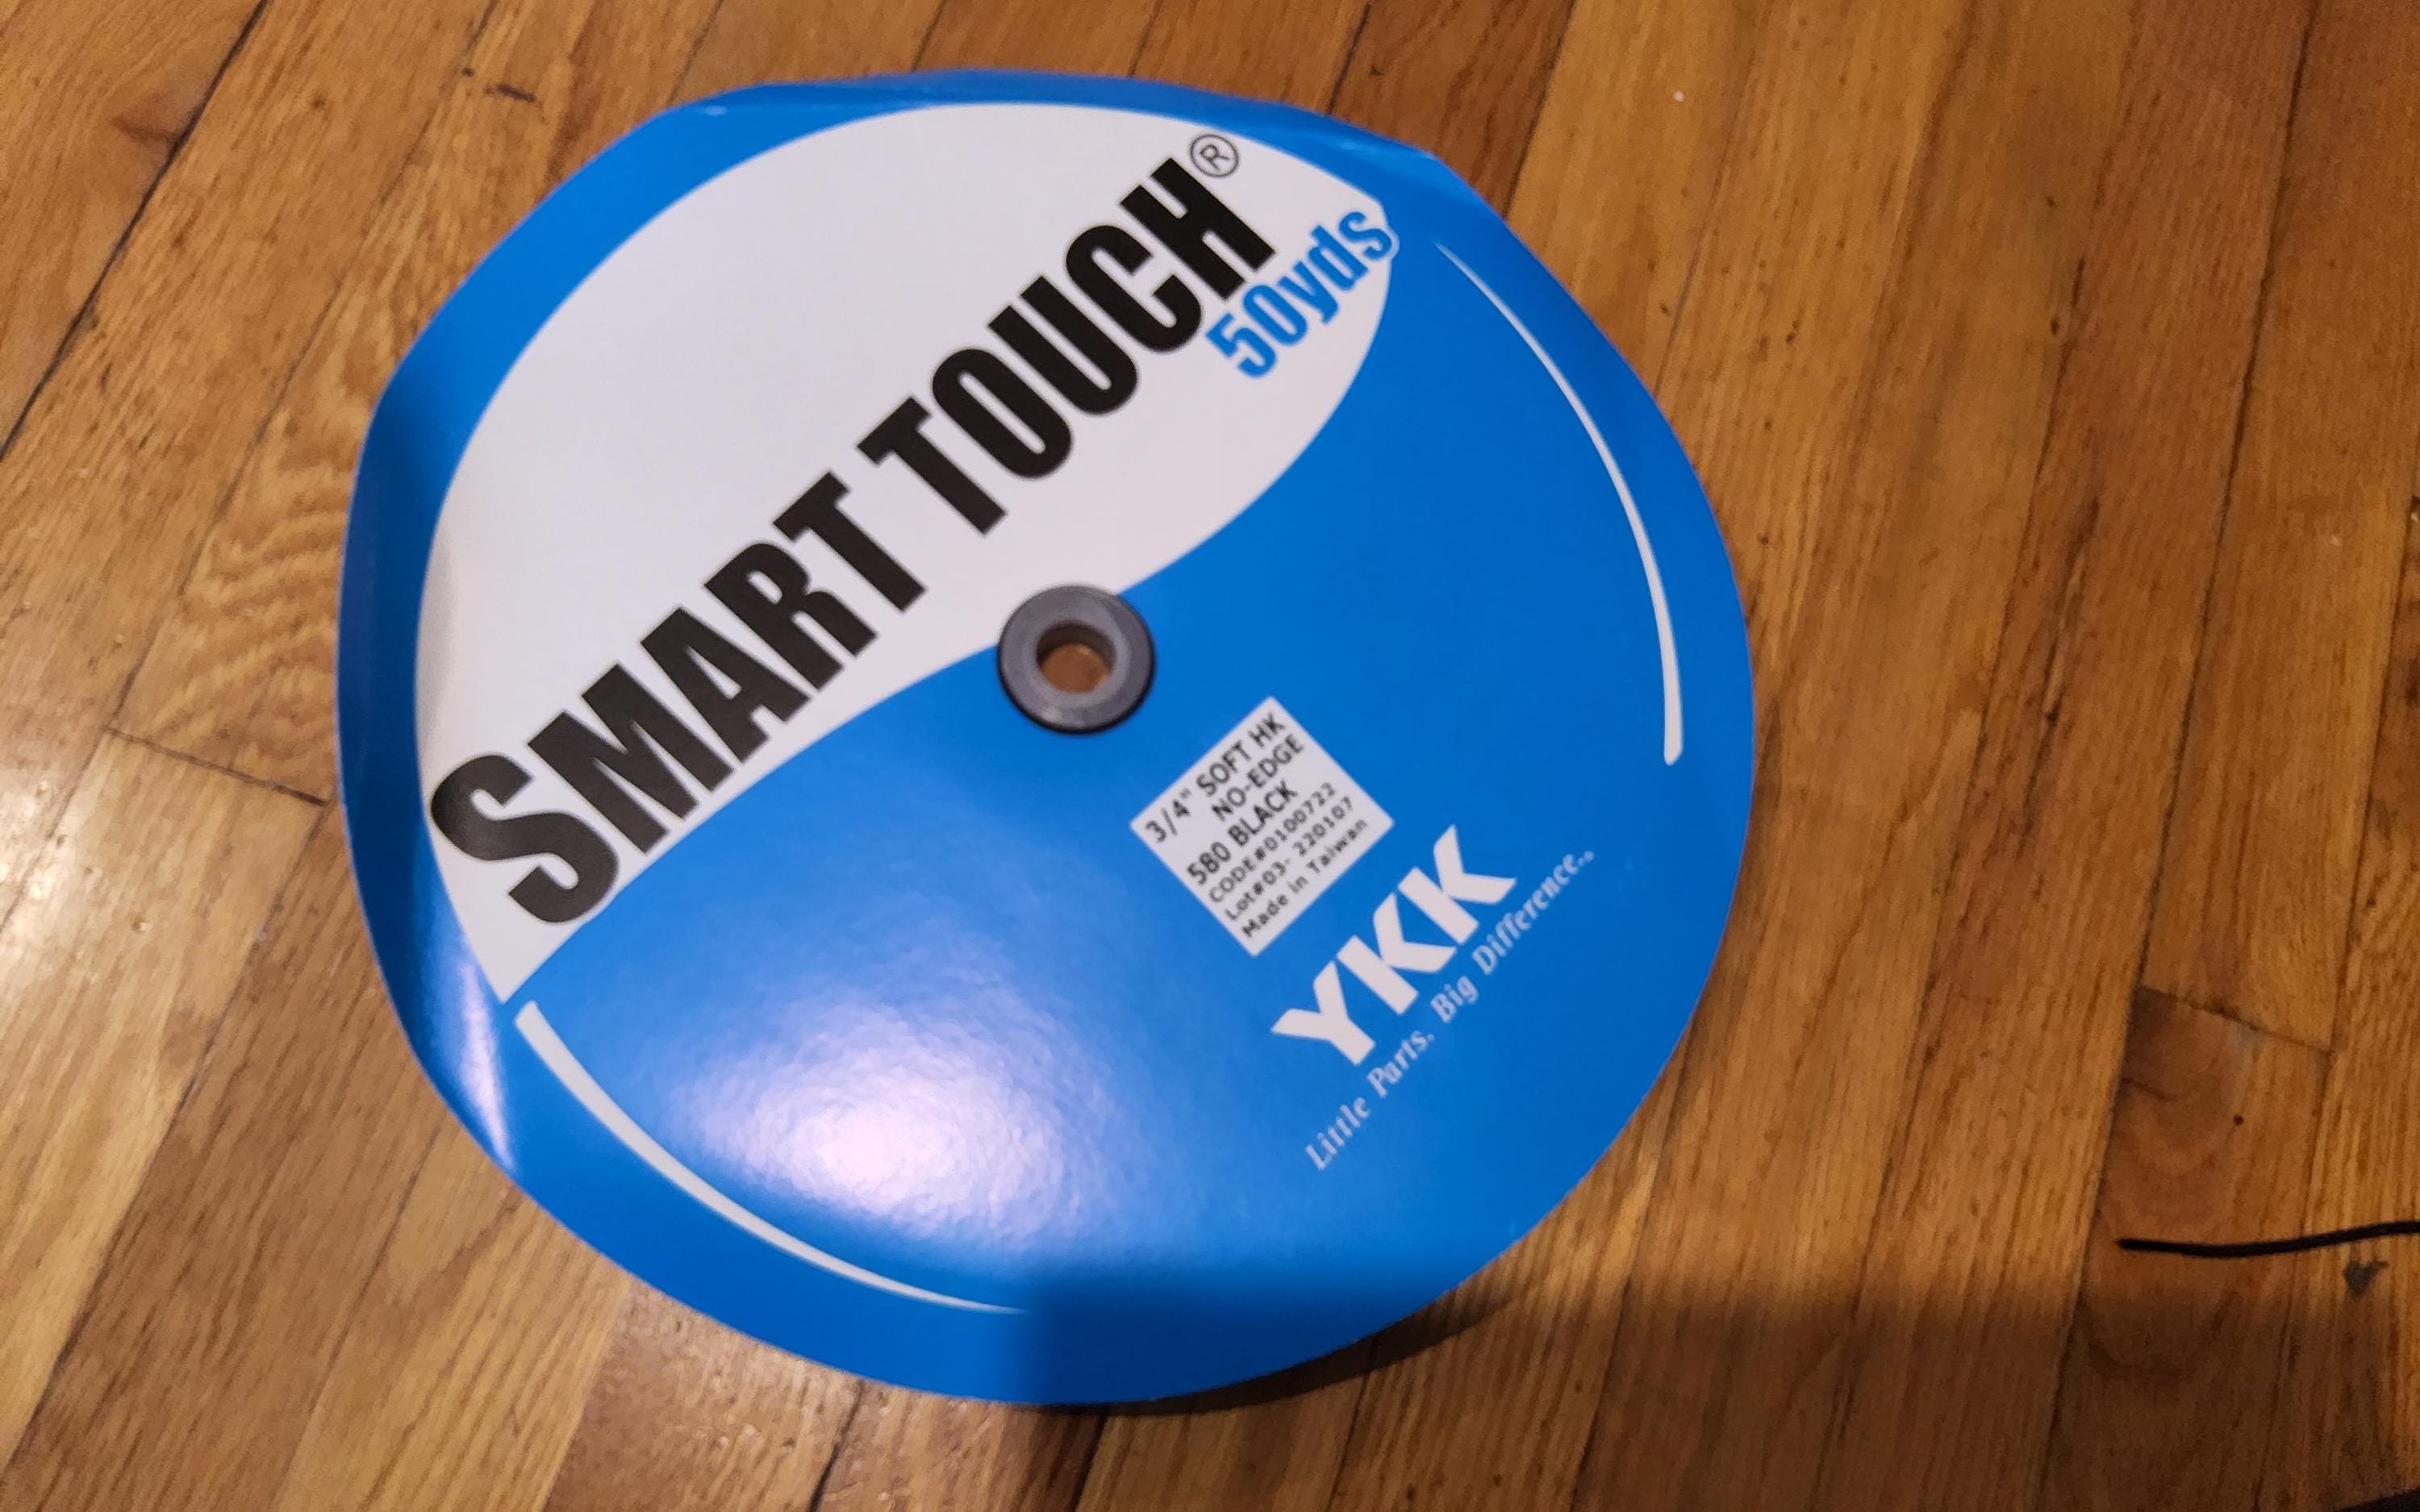 SMART TOUCH®
50yds
3/4" SOFT HK
NO-EDGE
580 BLACK
CODE#0100722
Lot#03- 220107
Made in Taiwan
YKK
Little Parts. Big Difference..